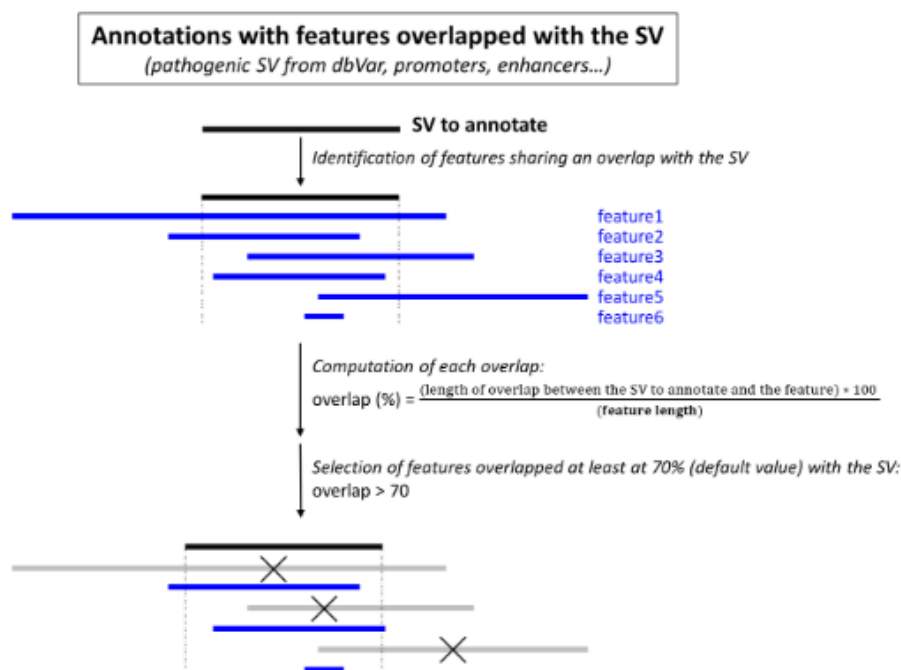 Annotations with features overlapped with the SV
(pathogenic SV from dbVar, promoters, enhancers...)
SV to annotate
Identification of features sharing an overlap with the SV
feature1
feature2
feature3
feature4
feature5
feature6
Computation of each overlap:
overlap (%) = (length of overlap between the SV to annotate and the feature) * 100
(feature length)
Selection of features overlapped at least at 70% (default value) with the SV:
overlap > 70